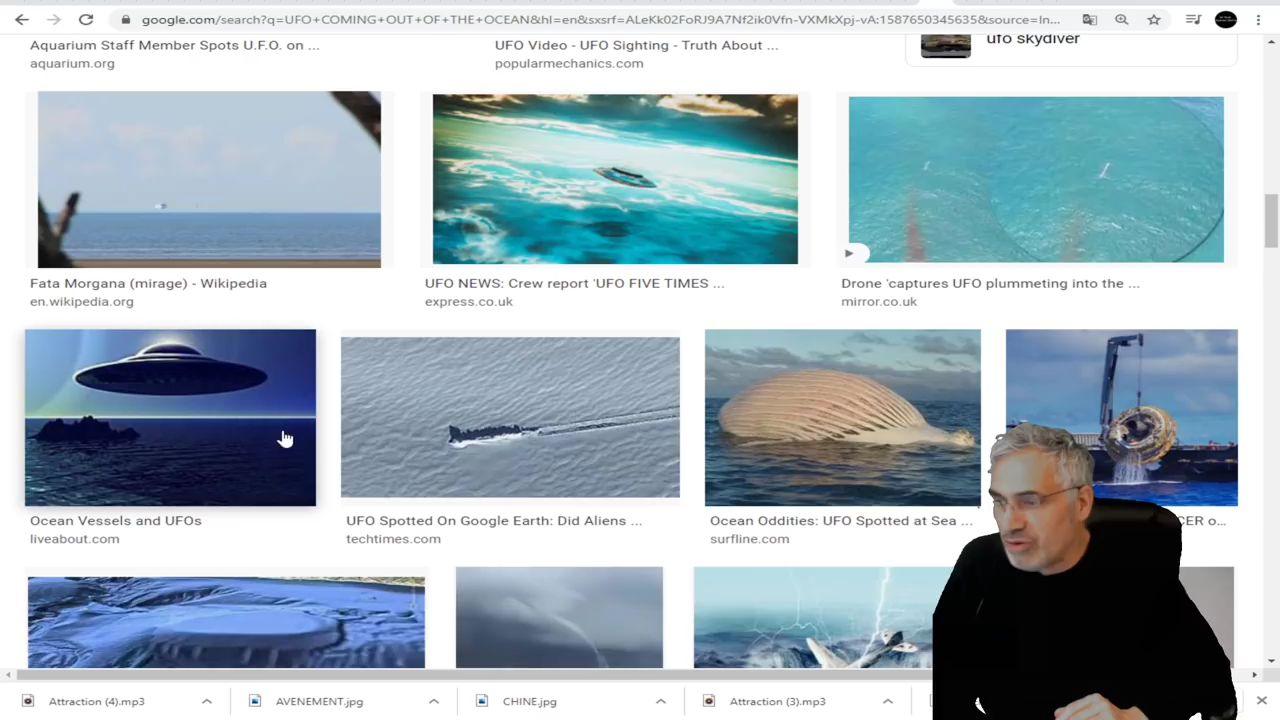 google.com/search?q=UFO+COMING+OUT+OF+THE+OCEAN&hl=en&sxsrf=ALeKk02FoRJ9A7Nf2ik0Vfn-VXMkXpj-vA:1587650345635&source=In...
Aquarium Staff Member Spots U.F.O. on ...
aquarium.org
UFO Video - UFO Sighting - Truth About ...
popularmechanics.com
ufo skydiver
Fata Morgana (mirage) - Wikipedia
en.wikipedia.org
UFO NEWS: Crew report 'UFO FIVE TIMES ...
express.co.uk
Drone 'captures UFO plummeting into the ...
mirror.co.uk
Ocean Vessels and UFOs
liveabout.com
UFO Spotted On Google Earth: Did Aliens ...
techtimes.com
Ocean Oddities: UFO Spotted at Sea ...
surfline.com
CER o...
Attraction (4).mp3
AVENEMENT.jpg
CHINE.jpg
Attraction (3).mp3